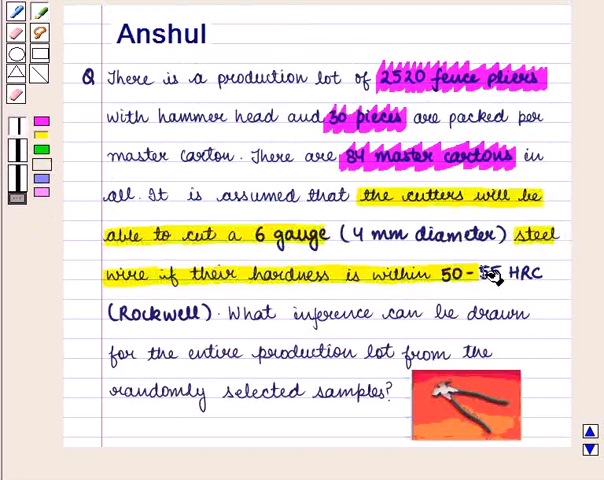 Anshul
Q There is a production lot of 2520 fence pliers
with hammer head and 30 pieces are packed per
master carton. There are 84 master cartons in
all. It is assumed that the cutters will be
able to cut a 6 gauge (4 mm diameter) steel
wire if their hardness is within 50-55 HRC
(Rockwell). What inference can be drawn
for the entire production lot from the
randomly selected samples?